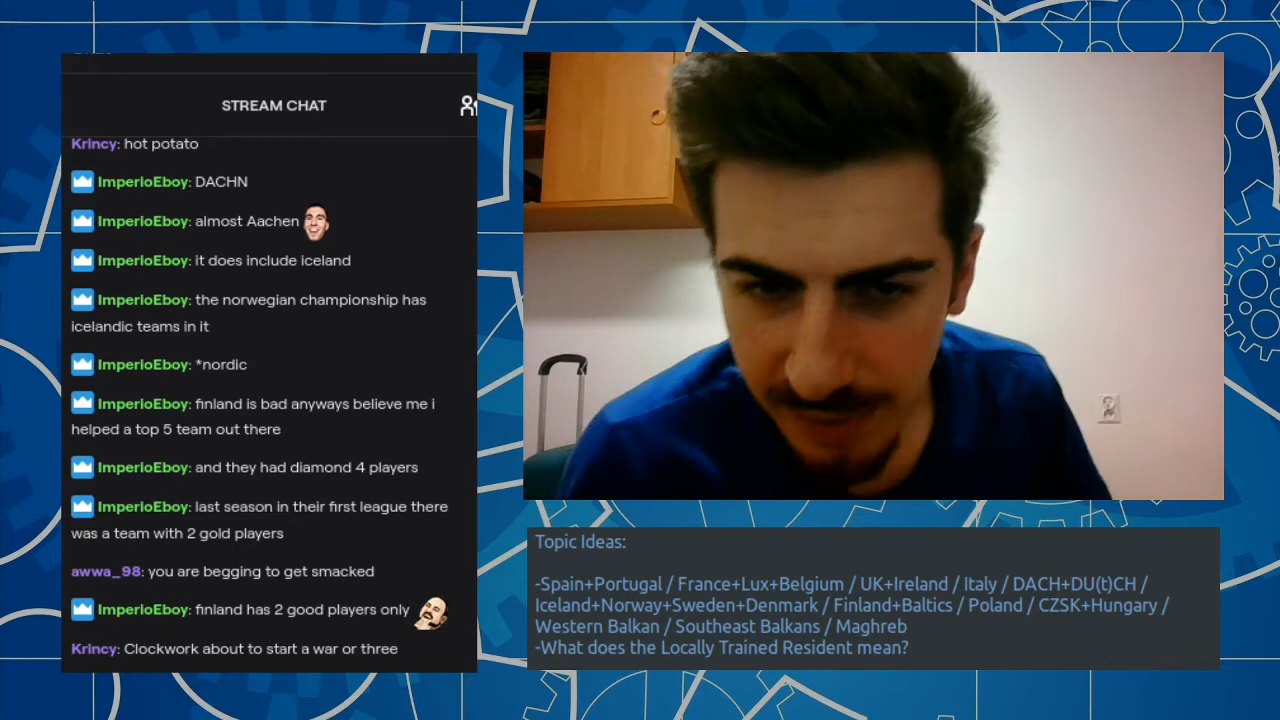 STREAM CHAT
Krincy: hot potato
ImperioEboy: DACHN
ImperioEboy: almost Aachen
ImperioEboy: it does include iceland
ImperioEboy: the norwegian championship has
icelandic teams in it
ImperioEboy: *nordic
ImperioEboy: finland is bad anyways believe me i
helped a top 5 team out there
ImperioEboy: and they had diamond 4 players
ImperioEboy: last season in their first league there
was a team with 2 gold players
awwa_98: you are begging to get smacked
ImperioEboy: finland has 2 good players only
Krincy: Clockwork about to start a war or three
Topic Ideas:
-Spain+Portugal / France+Lux+Belgium / UK+Ireland / Italy / DACH+DU(t)CH /
Iceland+Norway+Sweden+Denmark / Finland+Baltics / Poland / CZSK+Hungary /
Western Balkan / Southeast Balkans / Maghreb
-What does the Locally Trained Resident mean?